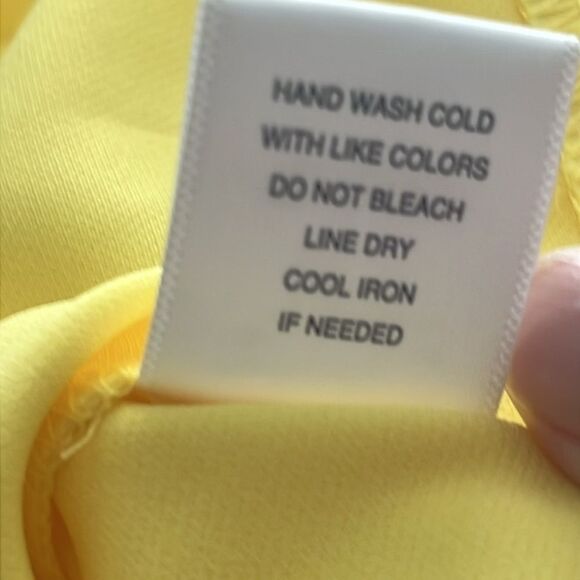 HAND WASH COLD
WITH LIKE COLORS
DO NOT BLEACH
LINE DRY
COOL IRON
IF NEEDED